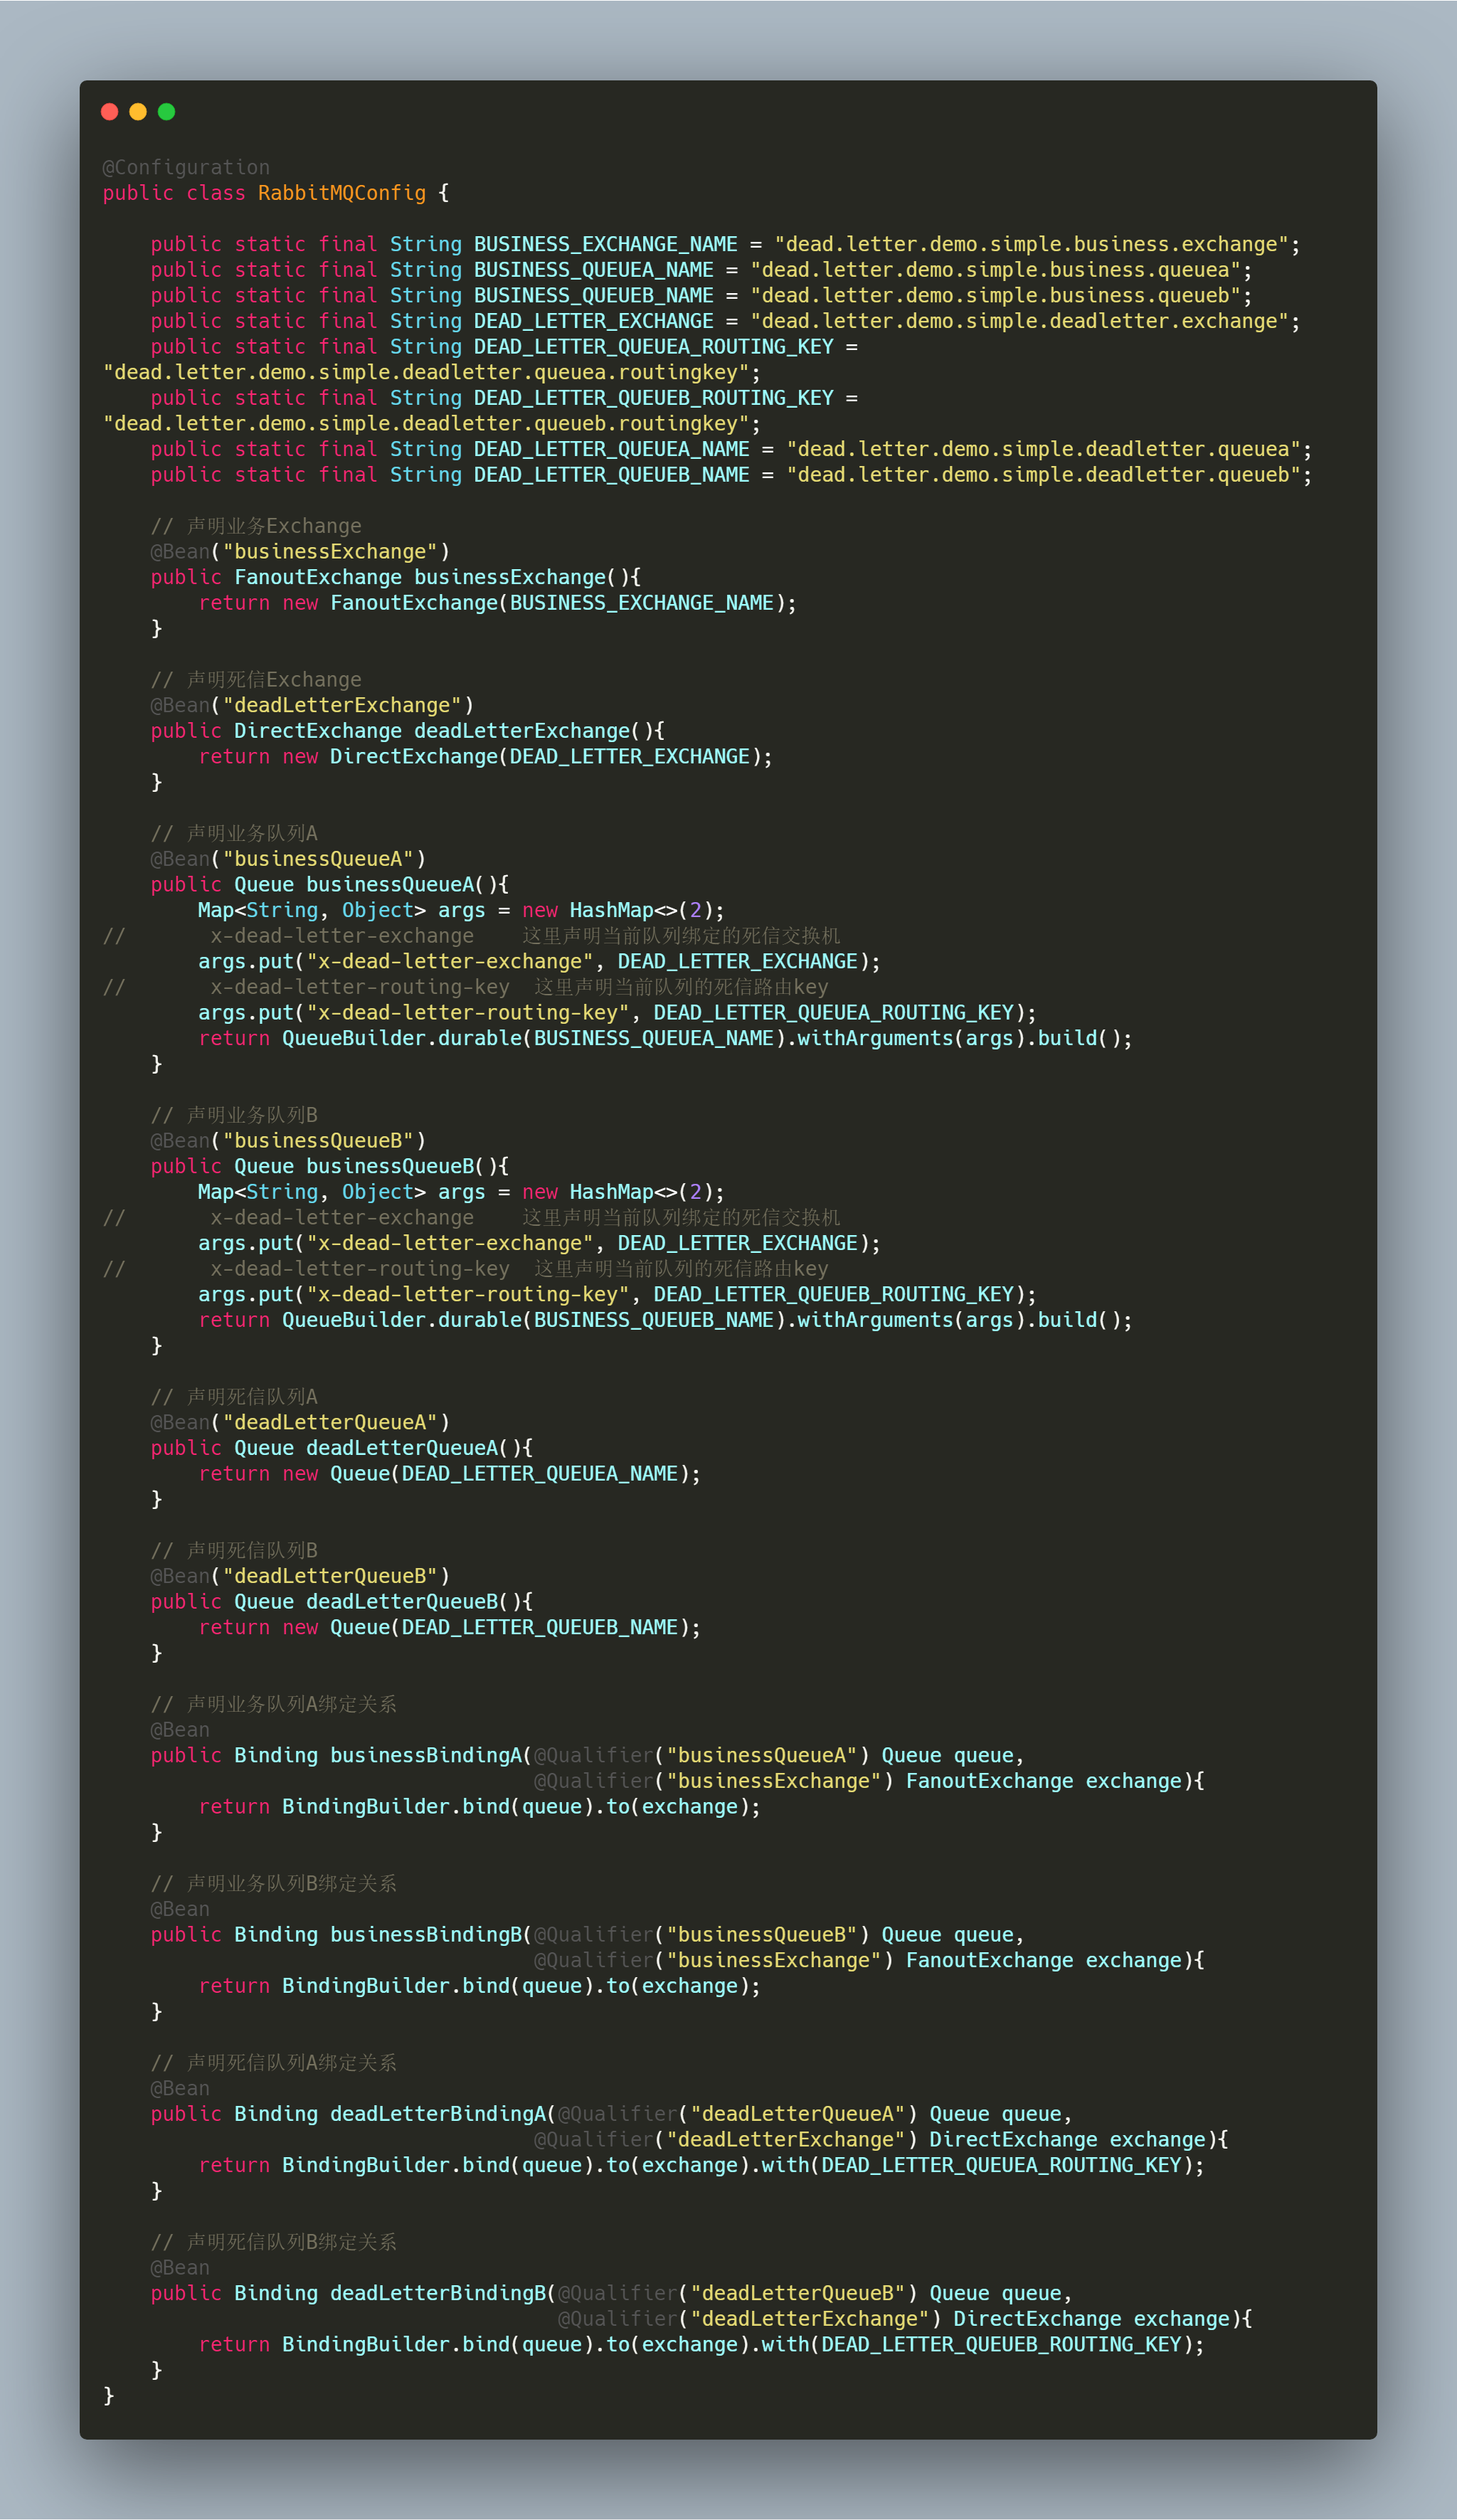 @Configuration
public class RabbitMQConfig {

    public static final String BUSINESS_EXCHANGE_NAME = "dead.letter.demo.simple.business.exchange";
    public static final String BUSINESS_QUEUEA_NAME = "dead.letter.demo.simple.business.queuea";
    public static final String BUSINESS_QUEUEB_NAME = "dead.letter.demo.simple.business.queueb";
    public static final String DEAD_LETTER_EXCHANGE = "dead.letter.demo.simple.deadletter.exchange";
    public static final String DEAD_LETTER_QUEUEA_ROUTING_KEY =
"dead.letter.demo.simple.deadletter.queuea.routingkey";
    public static final String DEAD_LETTER_QUEUEB_ROUTING_KEY =
"dead.letter.demo.simple.deadletter.queueb.routingkey";
    public static final String DEAD_LETTER_QUEUEA_NAME = "dead.letter.demo.simple.deadletter.queuea";
    public static final String DEAD_LETTER_QUEUEB_NAME = "dead.letter.demo.simple.deadletter.queueb";

    // 声明业务Exchange
    @Bean("businessExchange")
    public FanoutExchange businessExchange(){
        return new FanoutExchange(BUSINESS_EXCHANGE_NAME);
    }

    // 声明死信Exchange
    @Bean("deadLetterExchange")
    public DirectExchange deadLetterExchange(){
        return new DirectExchange(DEAD_LETTER_EXCHANGE);
    }

    // 声明业务队列A
    @Bean("businessQueueA")
    public Queue businessQueueA(){
        Map<String, Object> args = new HashMap<>(2);
//       x-dead-letter-exchange    这里声明当前队列绑定的死信交换机
        args.put("x-dead-letter-exchange", DEAD_LETTER_EXCHANGE);
//       x-dead-letter-routing-key  这里声明当前队列的死信路由key
        args.put("x-dead-letter-routing-key", DEAD_LETTER_QUEUEA_ROUTING_KEY);
        return QueueBuilder.durable(BUSINESS_QUEUEA_NAME).withArguments(args).build();
    }

    // 声明业务队列B
    @Bean("businessQueueB")
    public Queue businessQueueB(){
        Map<String, Object> args = new HashMap<>(2);
//       x-dead-letter-exchange    这里声明当前队列绑定的死信交换机
        args.put("x-dead-letter-exchange", DEAD_LETTER_EXCHANGE);
//       x-dead-letter-routing-key  这里声明当前队列的死信路由key
        args.put("x-dead-letter-routing-key", DEAD_LETTER_QUEUEB_ROUTING_KEY);
        return QueueBuilder.durable(BUSINESS_QUEUEB_NAME).withArguments(args).build();
    }

    // 声明死信队列A
    @Bean("deadLetterQueueA")
    public Queue deadLetterQueueA(){
        return new Queue(DEAD_LETTER_QUEUEA_NAME);
    }

    // 声明死信队列B
    @Bean("deadLetterQueueB")
    public Queue deadLetterQueueB(){
        return new Queue(DEAD_LETTER_QUEUEB_NAME);
    }

    // 声明业务队列A绑定关系
    @Bean
    public Binding businessBindingA(@Qualifier("businessQueueA") Queue queue,
                                    @Qualifier("businessExchange") FanoutExchange exchange){
        return BindingBuilder.bind(queue).to(exchange);
    }

    // 声明业务队列B绑定关系
    @Bean
    public Binding businessBindingB(@Qualifier("businessQueueB") Queue queue,
                                    @Qualifier("businessExchange") FanoutExchange exchange){
        return BindingBuilder.bind(queue).to(exchange);
    }

    // 声明死信队列A绑定关系
    @Bean
    public Binding deadLetterBindingA(@Qualifier("deadLetterQueueA") Queue queue,
                                    @Qualifier("deadLetterExchange") DirectExchange exchange){
        return BindingBuilder.bind(queue).to(exchange).with(DEAD_LETTER_QUEUEA_ROUTING_KEY);
    }

    // 声明死信队列B绑定关系
    @Bean
    public Binding deadLetterBindingB(@Qualifier("deadLetterQueueB") Queue queue,
                                      @Qualifier("deadLetterExchange") DirectExchange exchange){
        return BindingBuilder.bind(queue).to(exchange).with(DEAD_LETTER_QUEUEB_ROUTING_KEY);
    }
}